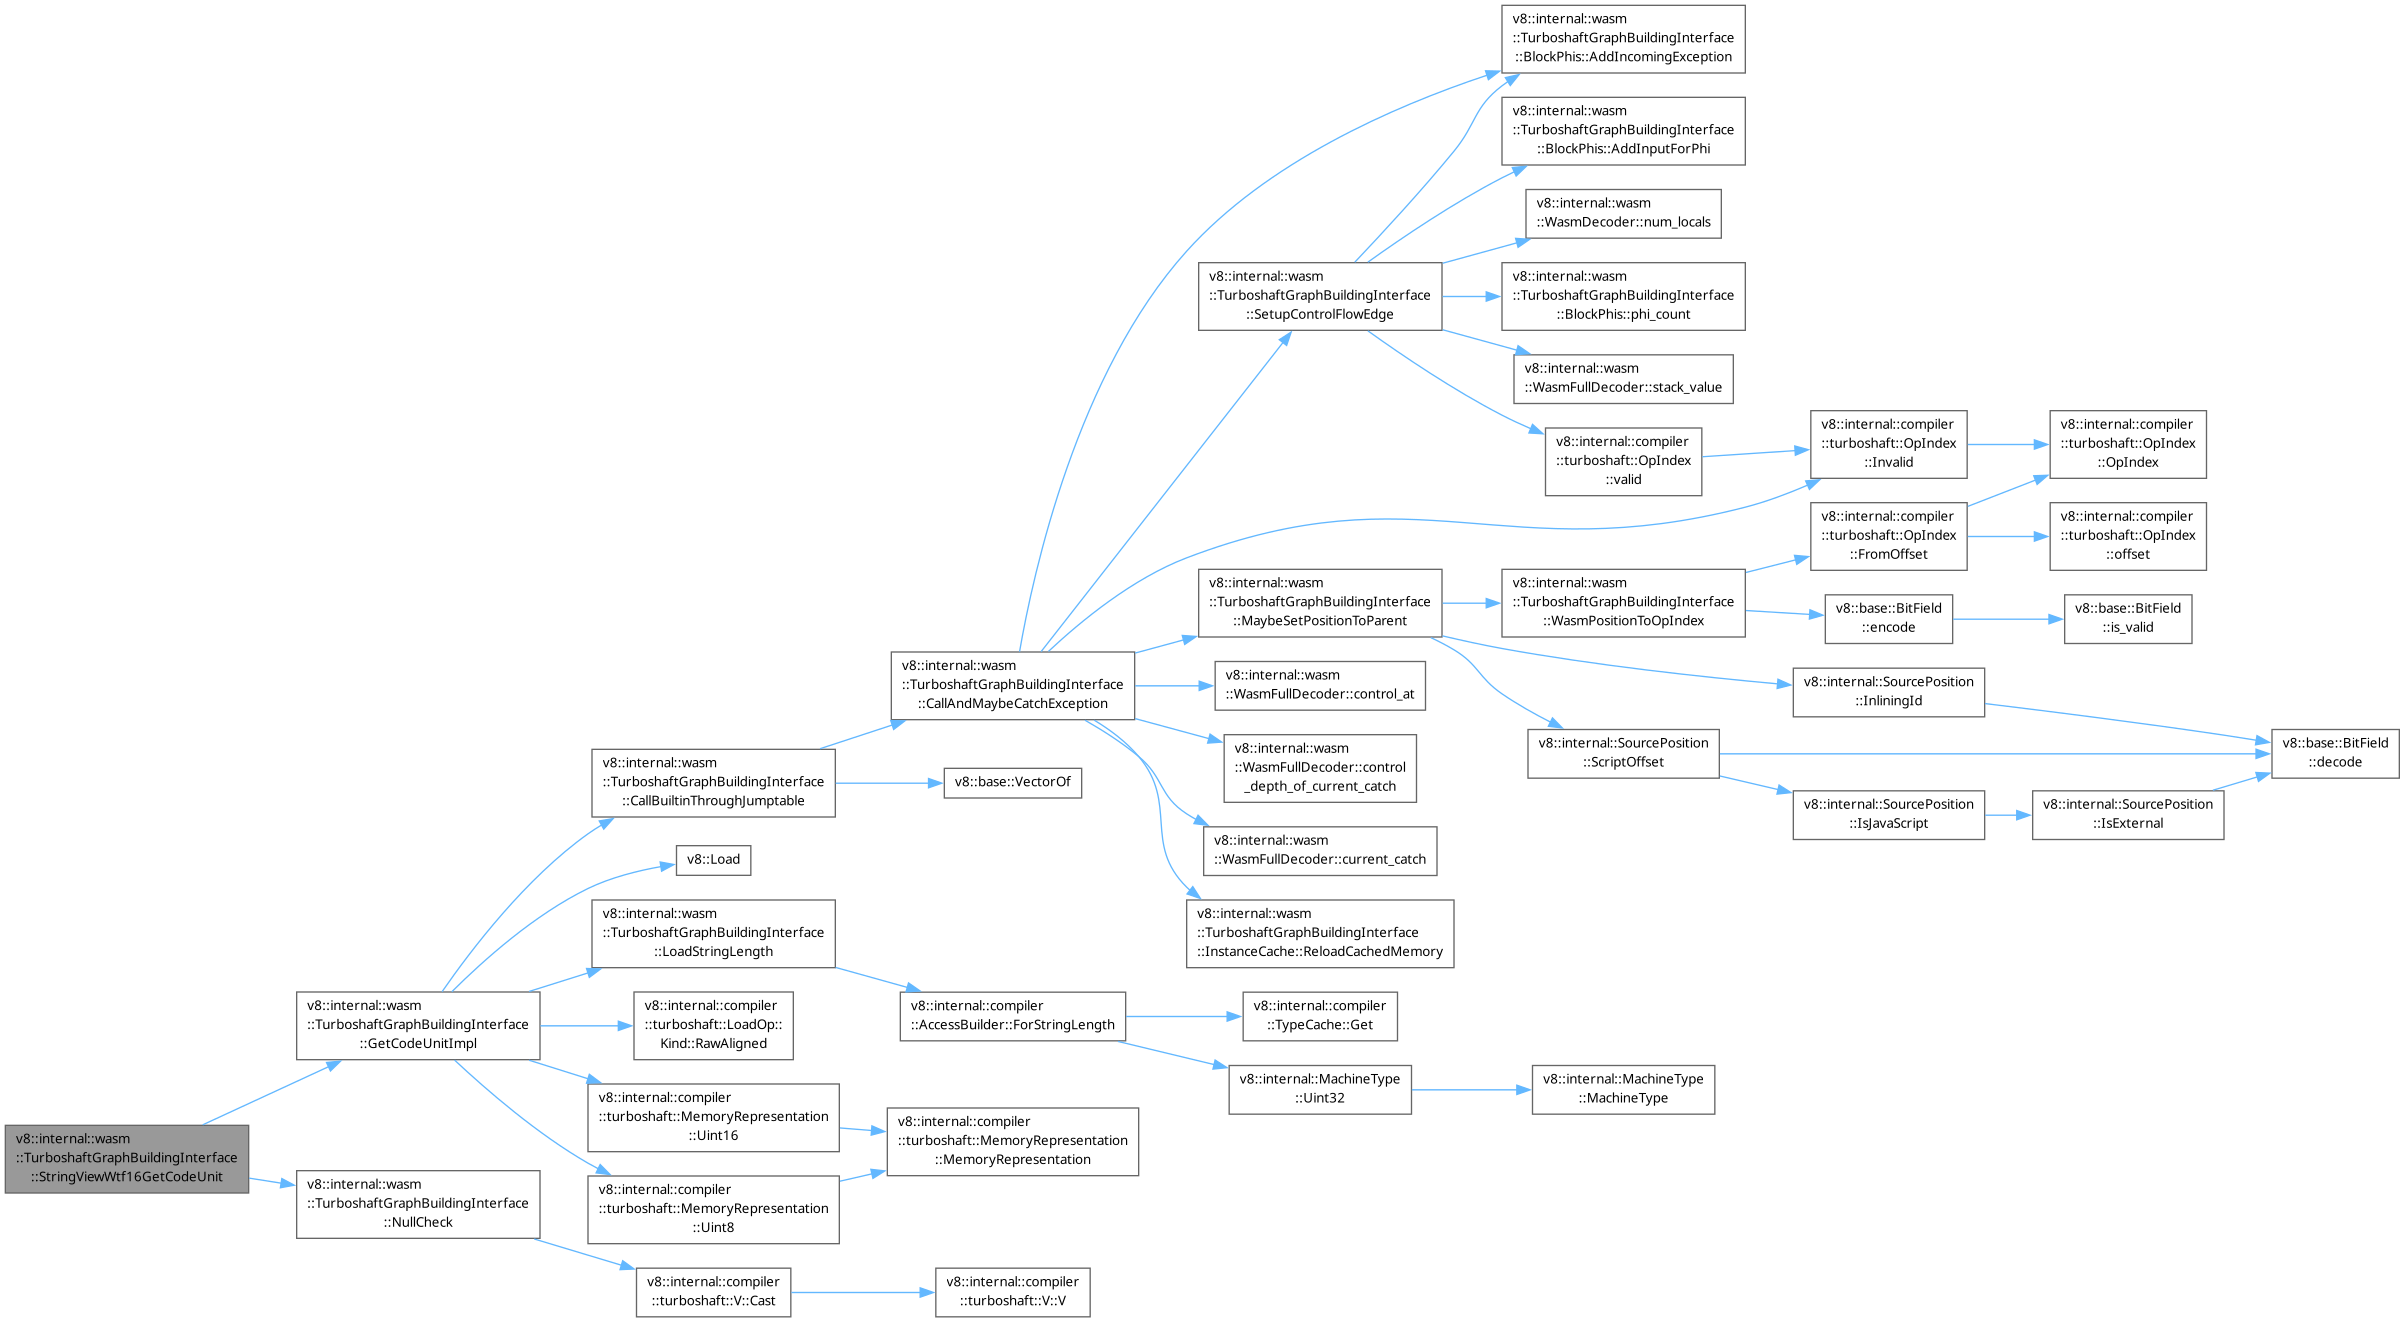 v8::internal::wasm
::TurboshaftGraphBuildingInterface
::StringViewWtf16GetCodeUnit
v8::internal::wasm
::TurboshaftGraphBuildingInterface
::GetCodeUnitImpl
v8::internal::wasm
::TurboshaftGraphBuildingInterface
::NullCheck
v8::internal::wasm
::TurboshaftGraphBuildingInterface
::CallBuiltinThroughJumptable
v8::Load
v8::internal::wasm
::TurboshaftGraphBuildingInterface
::LoadStringLength
v8::internal::compiler
::turboshaft::LoadOp::
Kind::RawAligned
v8::internal::compiler
::turboshaft::MemoryRepresentation
::Uint16
v8::internal::compiler
::turboshaft::MemoryRepresentation
::Uint8
v8::internal::compiler
::turboshaft::V::Cast
v8::internal::wasm
::TurboshaftGraphBuildingInterface
::CallAndMaybeCatchException
v8::base::VectorOf
v8::internal::compiler
::AccessBuilder::ForStringLength
v8::internal::compiler
::turboshaft::MemoryRepresentation
::MemoryRepresentation
v8::internal::compiler
::turboshaft::V::V
v8::internal::wasm
::TurboshaftGraphBuildingInterface
::SetupControlFlowEdge
v8::internal::wasm
::TurboshaftGraphBuildingInterface
::MaybeSetPositionToParent
v8::internal::wasm
::WasmFullDecoder::control_at
v8::internal::wasm
::WasmFullDecoder::control
_depth_of_current_catch
v8::internal::wasm
::WasmFullDecoder::current_catch
v8::internal::wasm
::TurboshaftGraphBuildingInterface
::InstanceCache::ReloadCachedMemory
v8::internal::compiler
::TypeCache::Get
v8::internal::MachineType
::Uint32
v8::internal::wasm
::TurboshaftGraphBuildingInterface
::BlockPhis::AddIncomingException
v8::internal::wasm
::TurboshaftGraphBuildingInterface
::BlockPhis::AddInputForPhi
v8::internal::wasm
::WasmDecoder::num_locals
v8::internal::wasm
::TurboshaftGraphBuildingInterface
::BlockPhis::phi_count
v8::internal::wasm
::WasmFullDecoder::stack_value
v8::internal::compiler
::turboshaft::OpIndex
::valid
v8::internal::wasm
::TurboshaftGraphBuildingInterface
::WasmPositionToOpIndex
v8::internal::SourcePosition
::ScriptOffset
v8::internal::MachineType
::MachineType
v8::internal::compiler
::turboshaft::OpIndex
::Invalid
v8::internal::compiler
::turboshaft::OpIndex
::FromOffset
v8::base::BitField
::encode
v8::internal::SourcePosition
::InliningId
v8::internal::SourcePosition
::IsJavaScript
v8::internal::compiler
::turboshaft::OpIndex
::OpIndex
v8::internal::compiler
::turboshaft::OpIndex
::offset
v8::base::BitField
::is_valid
v8::internal::SourcePosition
::IsExternal
v8::base::BitField
::decode